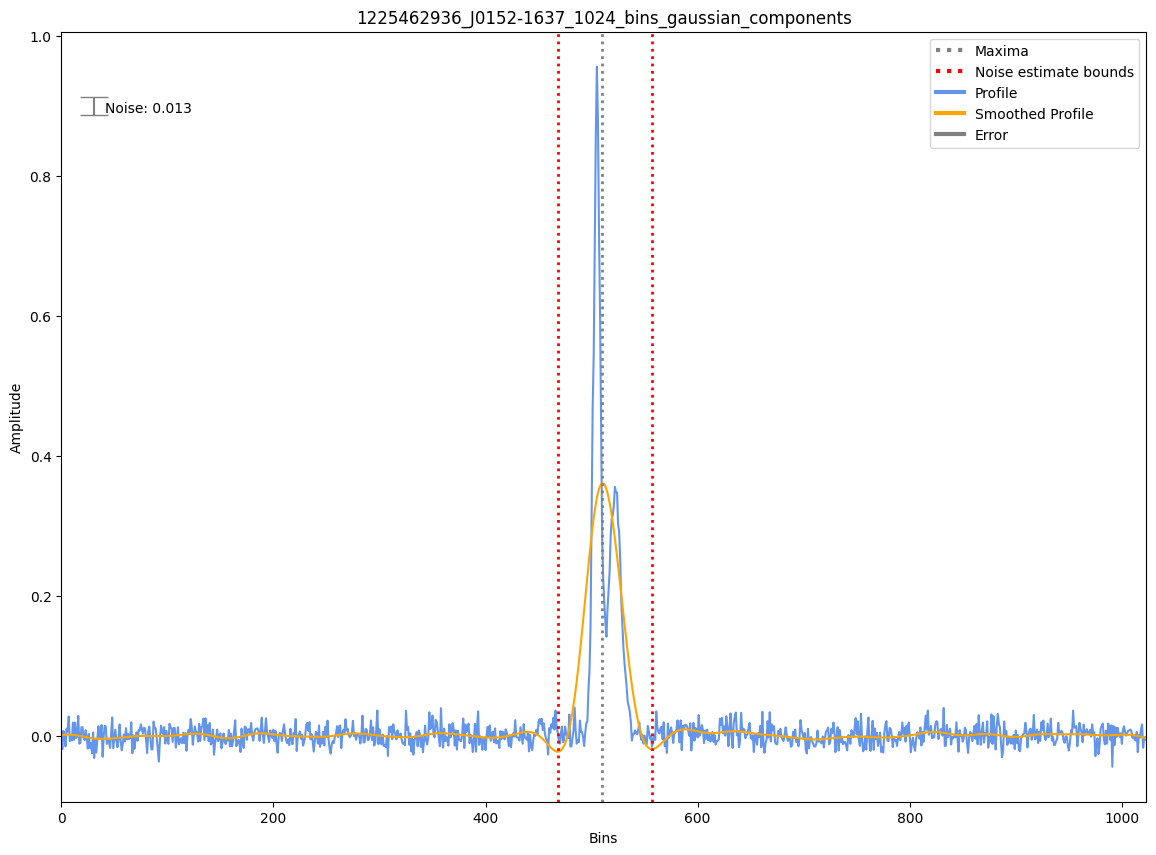 1225462936_J0152-1637_1024_bins_gaussian_components
1.0
0.8
0.6
0.4
0.2
0.0
Amplitude
Noise: 0.013
Maxima
Noise estimate bounds
Profile
Smoothed Profile
Error
0
200
400
600
800
1000
Bins